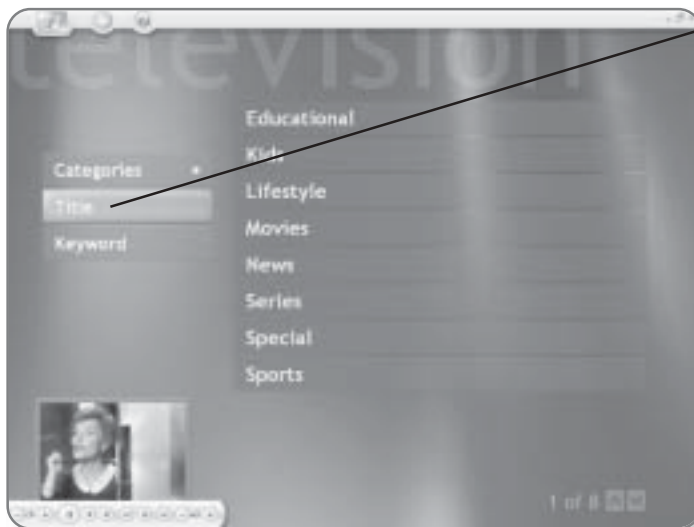 television
Categories
Title
Keyword
Educational
Kids
Lifestyle
Movies
News
Series
Special
Sports
1 of 8